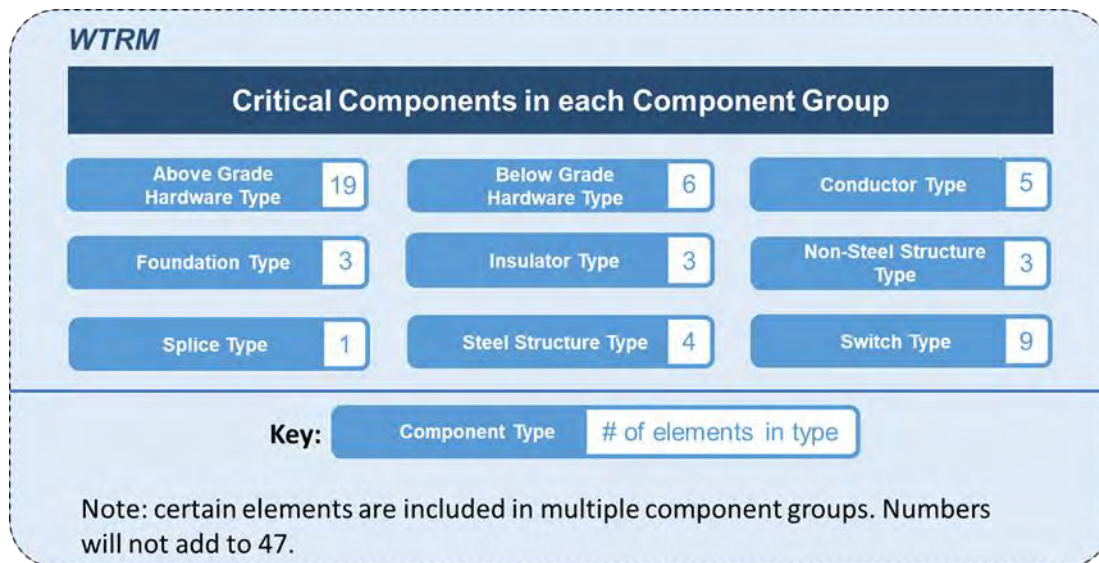 WTRM
Critical Components in each Component Group
Above Grade
Hardware Type
19
Below Grade
Hardware Type
6
Conductor Type
5
Foundation Type
3
Insulator Type
3
Non-Steel Structure
Type
3
Splice Type
1
Steel Structure Type
4
Switch Type
9
Key:
Component Type
# of elements in type
Note: certain elements are included in multiple component groups. Numbers
will not add to 47.